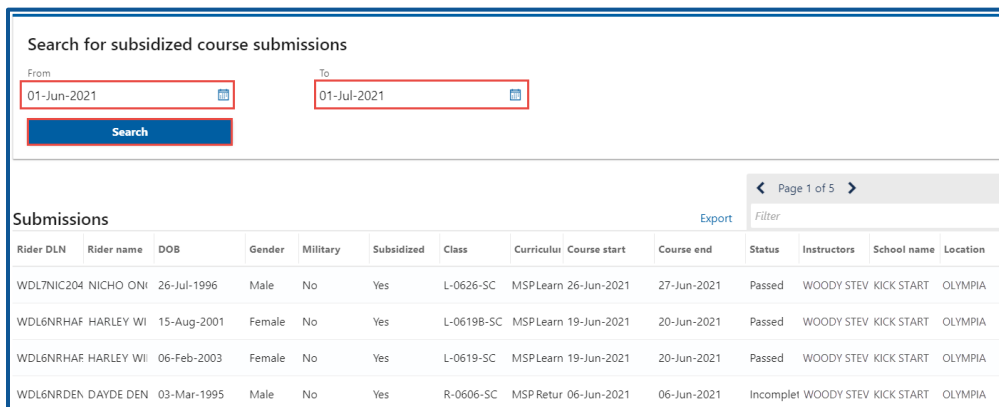 Search for subsidized course submissions
From To
01-Jun-2021 01-Jul-2021
Search
Page 1 of 5
Submissions Export Filter
Rider DLN Rider name DOB Gender Military Subsidized Class Curriculu Course start Course end Status Instructors School name Location
WDL7NIC204 NICHO ON( 26-Jul-1996 Male No Yes L-0626-SC MSP Learn 26-Jun-2021 27-Jun-2021 Passed WOODY STEV KICK START OLYMPIA
WDL6NRHAF HARLEY WI 15-Aug-2001 Female No Yes L-0619B-SC MSP Learn 19-Jun-2021 20-Jun-2021 Passed WOODY STEV KICK START OLYMPIA
WDL6NRHAF HARLEY WI 06-Feb-2003 Female No Yes L-0619-SC MSP Learn 19-Jun-2021 20-Jun-2021 Passed WOODY STEV KICK START OLYMPIA
WDL6NRDEN DAYDE DEN 03-Mar-1995 Male No Yes R-0606-SC MSP Retur 06-Jun-2021 06-Jun-2021 Incomplet WOODY STEV KICK START OLYMPIA